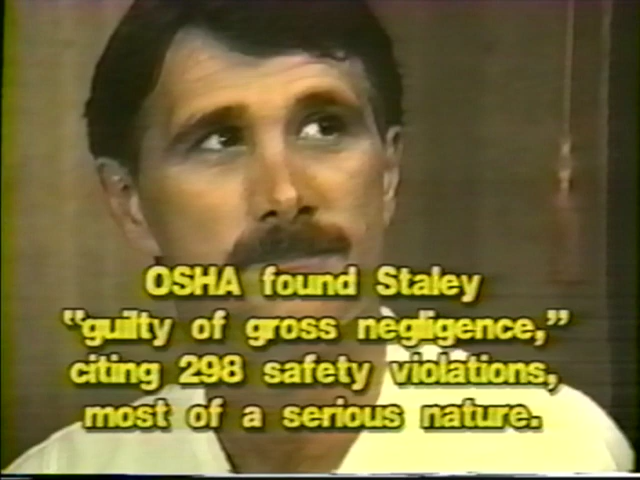 OSHA found Staley
"guilty of gross negligence,"
citing 298 safety violations,
most of a serious nature.